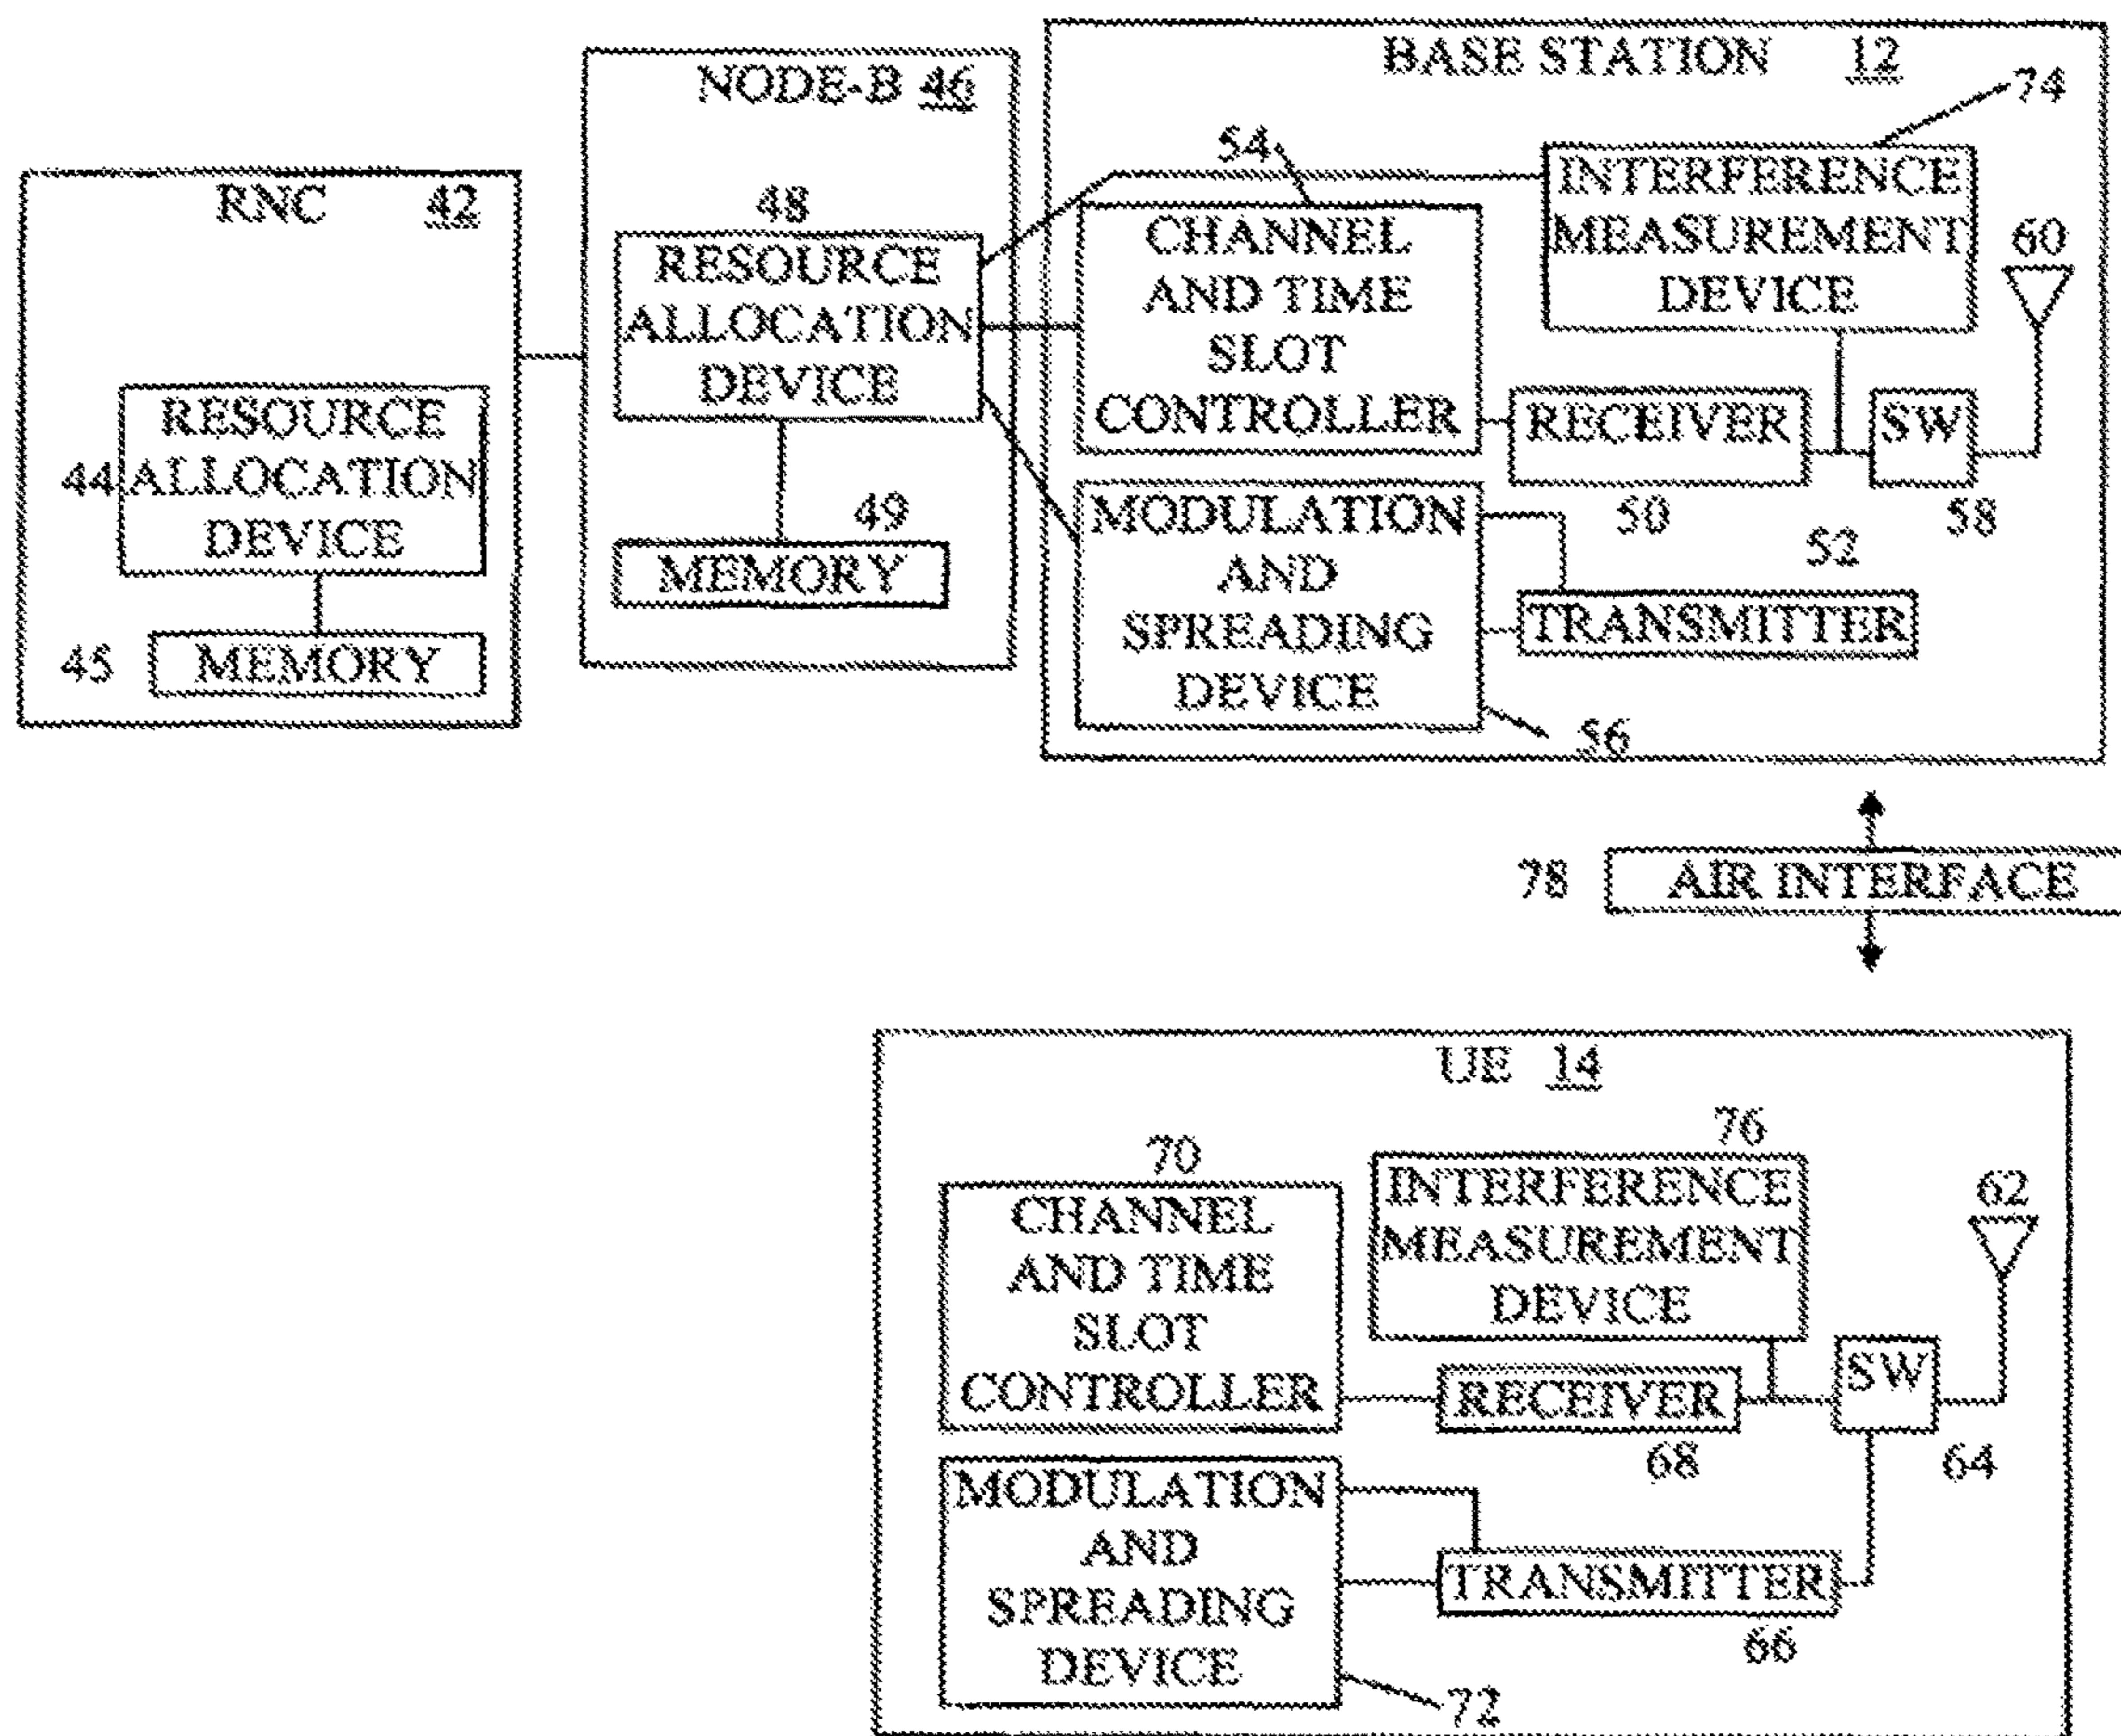 BASE STATION 12
74
NODE-B 46
54
INTERFERENCE
MEASUREMENT
DEVICE
RNC 42
48
RESOURCE
ALLOCATION
DEVICE
CHANNEL
AND TIME
SLOT
CONTROLLER
60
RESOURCE
ALLOCATION
DEVICE
44
RECEIVER
SW
50
58
49
MEMORY
MODULATION
AND
SPREADING
DEVICE
52
TRANSMITTER
45
MEMORY
56
78
AIR INTERFACE
UE 14
70
76
CHANNEL
AND TIME
SLOT
CONTROLLER
INTERFERENCE
MEASUREMENT
DEVICE
62
SW
RECEIVER
68
64
MODULATION
AND
SPREADING
DEVICE
TRANSMITTER
66
72